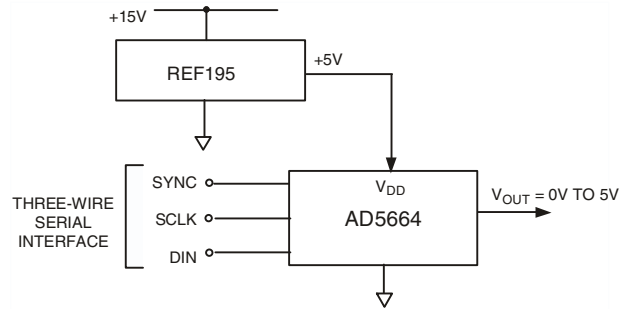 +15V
REF195
+5V
THREE-WIRE
SERIAL
INTERFACE
SYNC
SCLK
DIN
VDD
AD5664
VOUT = 0V TO 5V